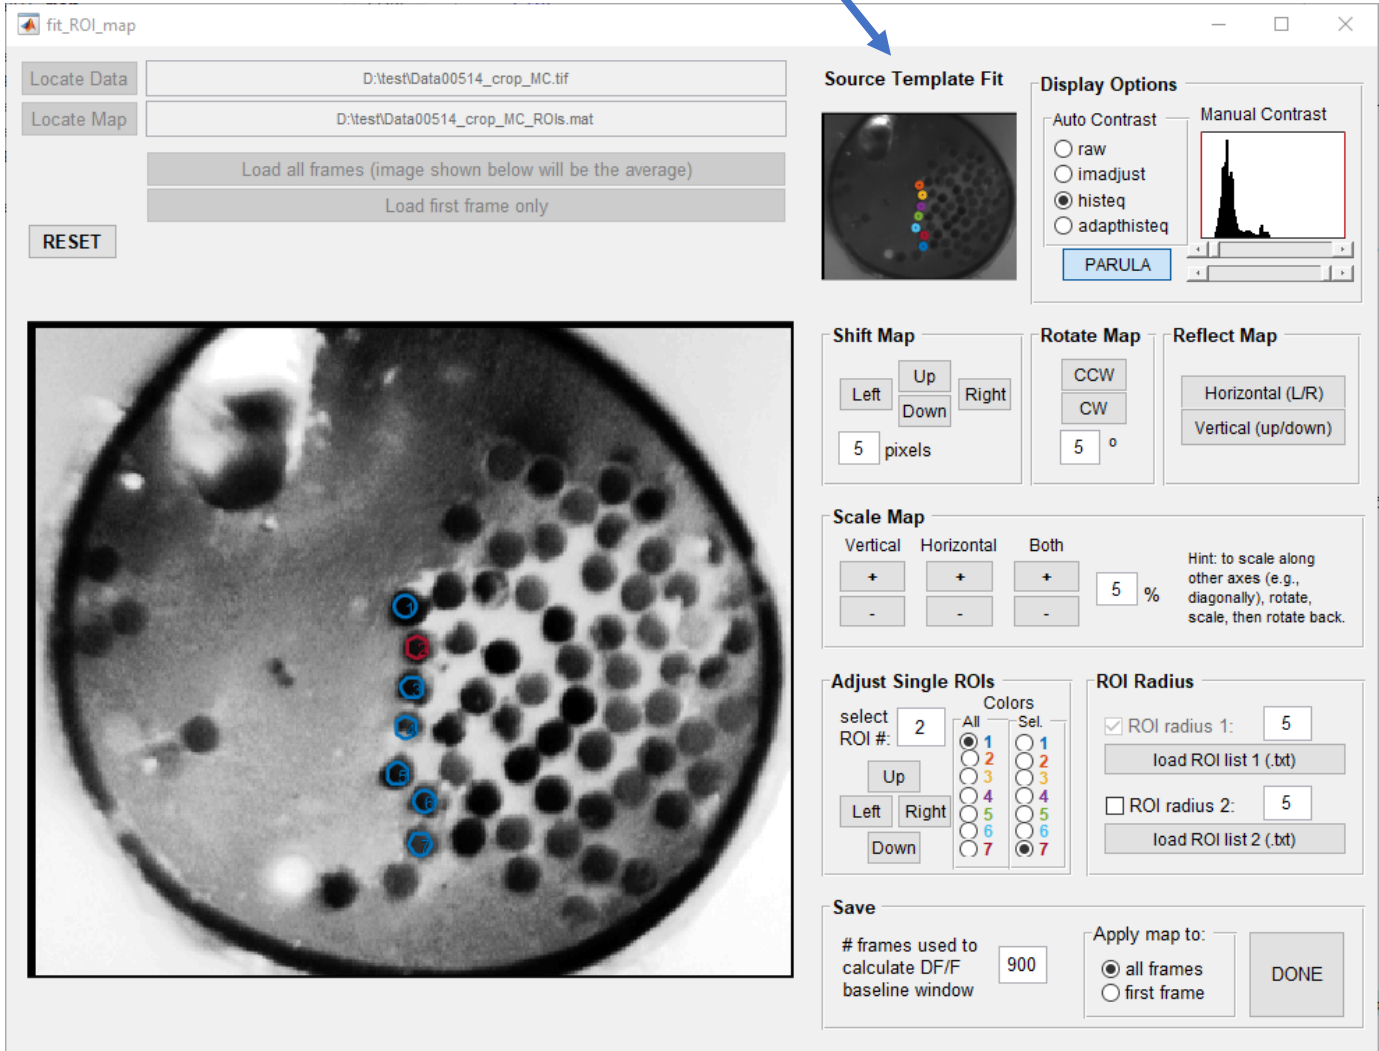 fit_ROI_map
Locate Data
D:\test\Data00514_crop_MC.tif
Locate Map
D:\test\Data00514_crop_MC_ROIs.mat
Load all frames (image shown below will be the average)
Load first frame only
RESET
Source Template Fit
Display Options
Auto Contrast
raw
imadjust
histeq
adapthisteq
PARULA
Manual Contrast
1
2
3
4
5
6
7
Shift Map
Left
Up
Down
Right
5 pixels
Rotate Map
CCW
CW
5 º
Reflect Map
Horizontal (L/R)
Vertical (up/down)
Scale Map
Vertical Horizontal Both
+ + +
- - -
5 %
Hint: to scale along
other axes (e.g.,
diagonally), rotate,
scale, then rotate back.
Adjust Single ROIs
select
ROI #:
2
Up
Left Right
Down
Colors
All Sel.
1 1
2 2
3 3
4 4
5 5
6 6
7 7
ROI Radius
ROI radius 1: 5
load ROI list 1 (.txt)
ROI radius 2: 5
load ROI list 2 (.txt)
Save
# frames used to
calculate DF/F
baseline window
900
Apply map to:
all frames
first frame
DONE